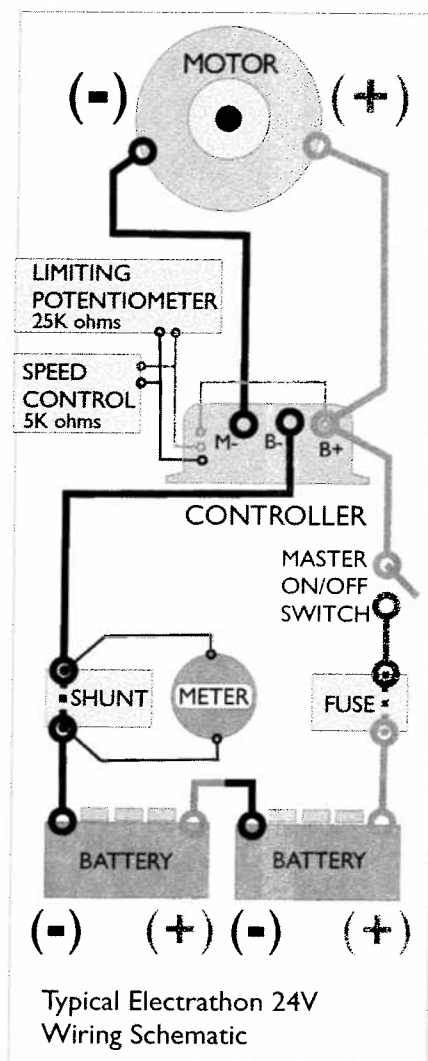 MOTOR
(-)
(+)
LIMITING
POTENTIOMETER
25K ohms
SPEED
CONTROL
5K ohms
M-
B-
B+
CONTROLLER
MASTER
ON/OFF
SWITCH
SHUNT
METER
FUSE
BATTERY
BATTERY
(-)
(+)
(-)
(+)
Typical Electrathon 24V
Wiring Schematic